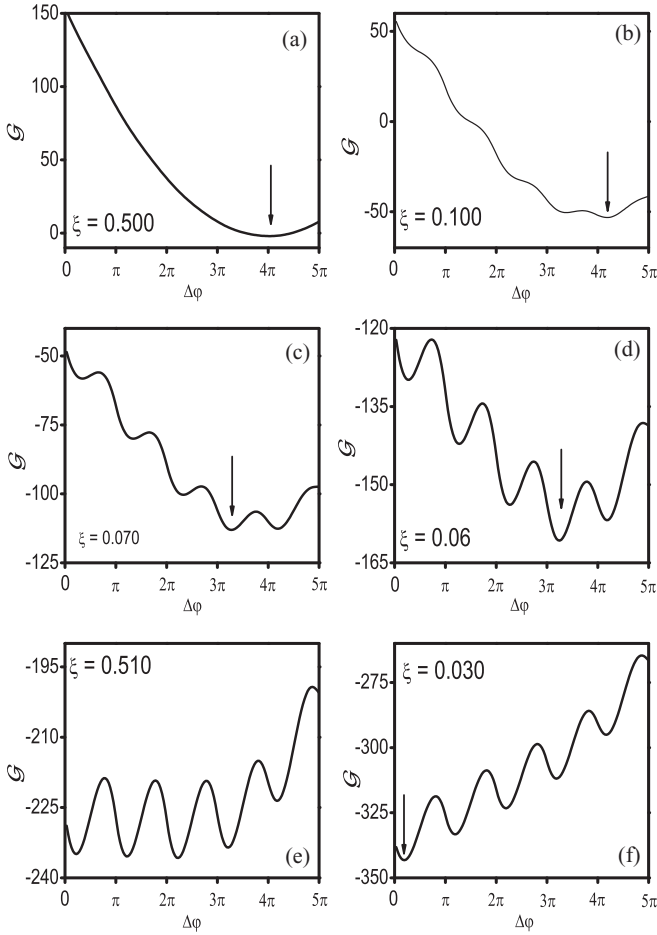 150
(a)
100
𝒢
50
ξ = 0.500
0
0 π 2π 3π 4π 5π
Δφ
50
(b)
0
𝒢
-50
ξ = 0.100
0 π 2π 3π 4π 5π
Δφ
(c)
-50
-75
𝒢
-100
ξ = 0.070
-125
0 π 2π 3π 4π 5π
Δφ
-120
(d)
-135
𝒢
-150
ξ = 0.06
-165
0 π 2π 3π 4π 5π
Δφ
-195
ξ = 0.510
-210
𝒢
-225
(e)
-240
0 π 2π 3π 4π 5π
Δφ
ξ = 0.030
-275
-300
𝒢
-325
(f)
-350
0 π 2π 3π 4π 5π
Δφ